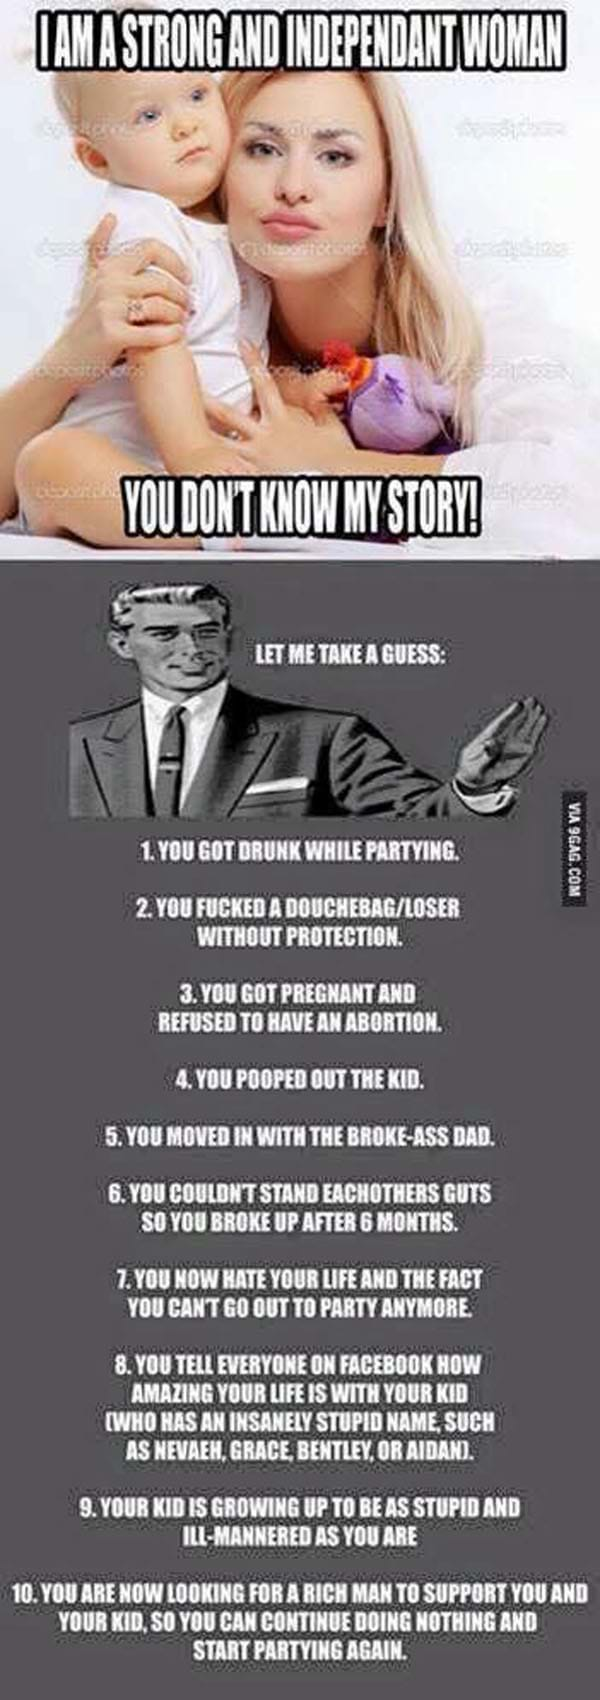 I AM A STRONG AND INDEPENDANT WOMAN
depositphotos
depositphotos
depositphotos
depositphotos
depositphotos
depositphotos
depositphotos
YOU DON'T KNOW MY STORY!
LET ME TAKE A GUESS:
VIA 9GAG.COM
1. YOU GOT DRUNK WHILE PARTYING.
2. YOU FUCKED A DOUCHEBAG/LOSER
WITHOUT PROTECTION.
3. YOU GOT PREGNANT AND
REFUSED TO HAVE AN ABORTION.
4. YOU POOPED OUT THE KID.
5. YOU MOVED IN WITH THE BROKE-ASS DAD.
6. YOU COULDN'T STAND EACHOTHERS GUTS
SO YOU BROKE UP AFTER 6 MONTHS.
7. YOU NOW HATE YOUR LIFE AND THE FACT
YOU CAN'T GO OUT TO PARTY ANYMORE.
8. YOU TELL EVERYONE ON FACEBOOK HOW
AMAZING YOUR LIFE IS WITH YOUR KID
(WHO HAS AN INSANELY STUPID NAME, SUCH
AS NEVAEH, GRACE, BENTLEY, OR AIDAN).
9. YOUR KID IS GROWING UP TO BE AS STUPID AND
ILL-MANNERED AS YOU ARE
10. YOU ARE NOW LOOKING FOR A RICH MAN TO SUPPORT YOU AND
YOUR KID, SO YOU CAN CONTINUE DOING NOTHING AND
START PARTYING AGAIN.